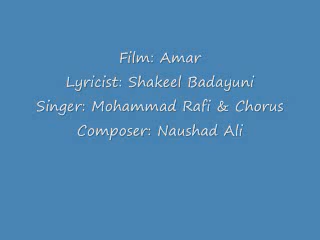 Film: Amar
Lyricist: Shakeel Badayuni
Singer: Mohammad Rafi & Chorus
Composer: Naushad Ali